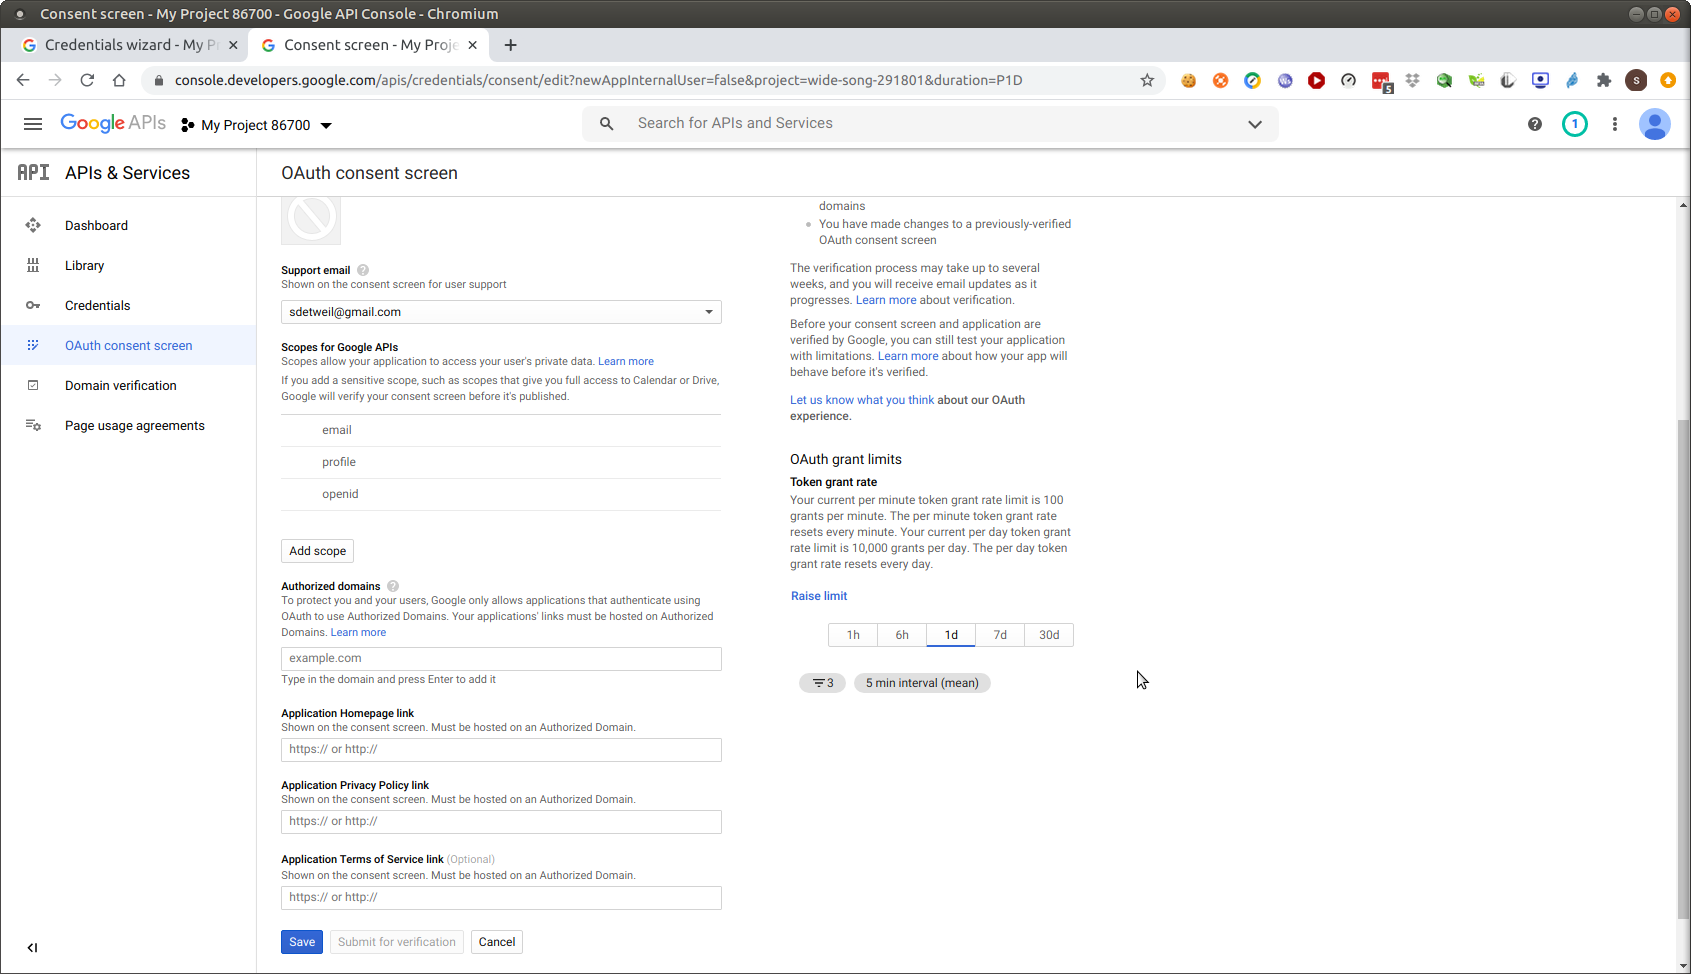 Consent screen - My Project 86700 - Google API Console - Chromium
Credentials wizard - My P
Consent screen - My Proje
console.developers.google.com/apis/credentials/consent/edit?newAppInternalUser=false&project=wide-song-291801&duration=P1D
5
s
Google APIs
My Project 86700
Search for APIs and Services
1
API
APIs & Services
OAuth consent screen
Dashboard
Library
Credentials
OAuth consent screen
Domain verification
Page usage agreements
Support email
Shown on the consent screen for user support
sdetweil@gmail.com
Scopes for Google APIs
Scopes allow your application to access your user's private data. Learn more
If you add a sensitive scope, such as scopes that give you full access to Calendar or Drive,
Google will verify your consent screen before it's published.
email
profile
openid
Add scope
Authorized domains
To protect you and your users, Google only allows applications that authenticate using
OAuth to use Authorized Domains. Your applications' links must be hosted on Authorized
Domains. Learn more
example.com
Type in the domain and press Enter to add it
Application Homepage link
Shown on the consent screen. Must be hosted on an Authorized Domain.
https:// or http://
Application Privacy Policy link
Shown on the consent screen. Must be hosted on an Authorized Domain.
https:// or http://
Application Terms of Service link (Optional)
Shown on the consent screen. Must be hosted on an Authorized Domain.
https:// or http://
Save
Submit for verification
Cancel
domains
You have made changes to a previously-verified
OAuth consent screen
The verification process may take up to several
weeks, and you will receive email updates as it
progresses. Learn more about verification.
Before your consent screen and application are
verified by Google, you can still test your application
with limitations. Learn more about how your app will
behave before it's verified.
Let us know what you think about our OAuth
experience.
OAuth grant limits
Token grant rate
Your current per minute token grant rate limit is 100
grants per minute. The per minute token grant rate
resets every minute. Your current per day token grant
rate limit is 10,000 grants per day. The per day token
grant rate resets every day.
Raise limit
1h
6h
1d
7d
30d
3
5 min interval (mean)